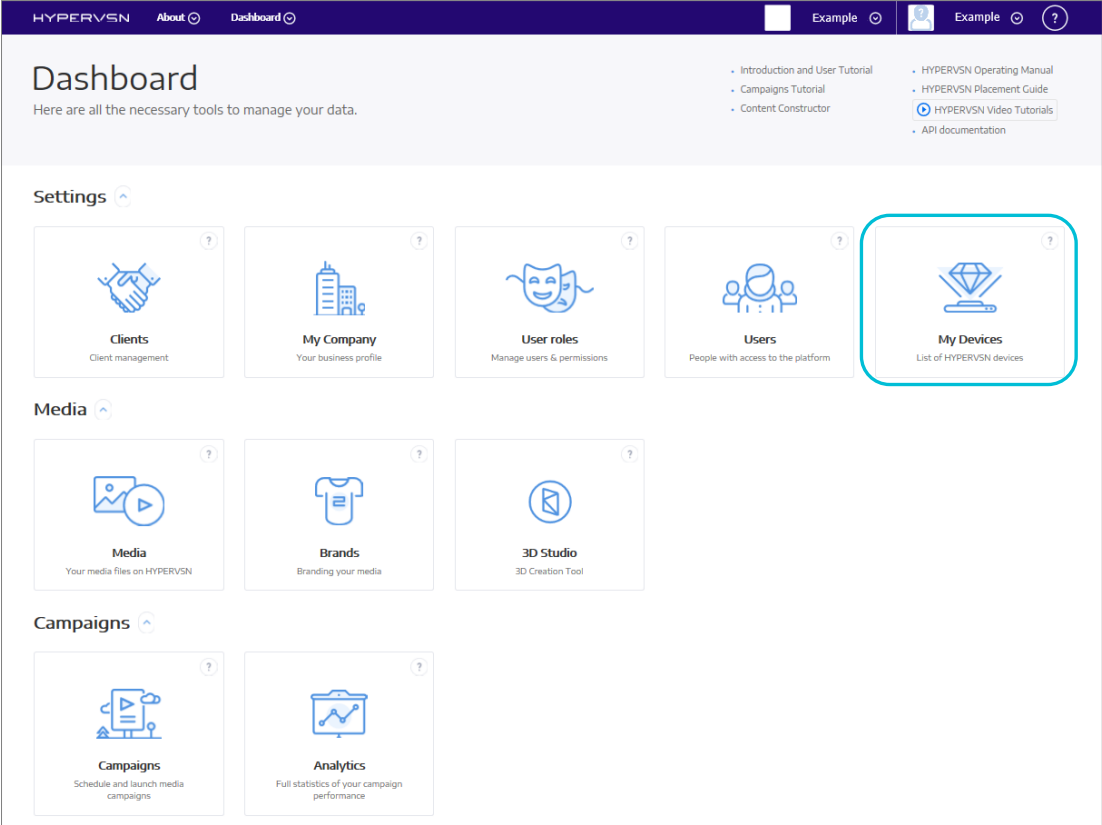 HYPERVSN About Dashboard Example Example ?
Dashboard
Here are all the necessary tools to manage your data.
Introduction and User Tutorial
Campaigns Tutorial
Content Constructor
HYPERVSN Operating Manual
HYPERVSN Placement Guide
HYPERVSN Video Tutorials
API documentation
Settings
?
Clients
Client management
?
My Company
Your business profile
?
User roles
Manage users & permissions
?
Users
People with access to the platform
?
My Devices
List of HYPERVSN devices
Media
?
Media
Your media files on HYPERVSN
?
Brands
Branding your media
?
3D Studio
3D Creation Tool
Campaigns
?
Campaigns
Schedule and launch media
campaigns
?
Analytics
Full statistics of your campaign
performance